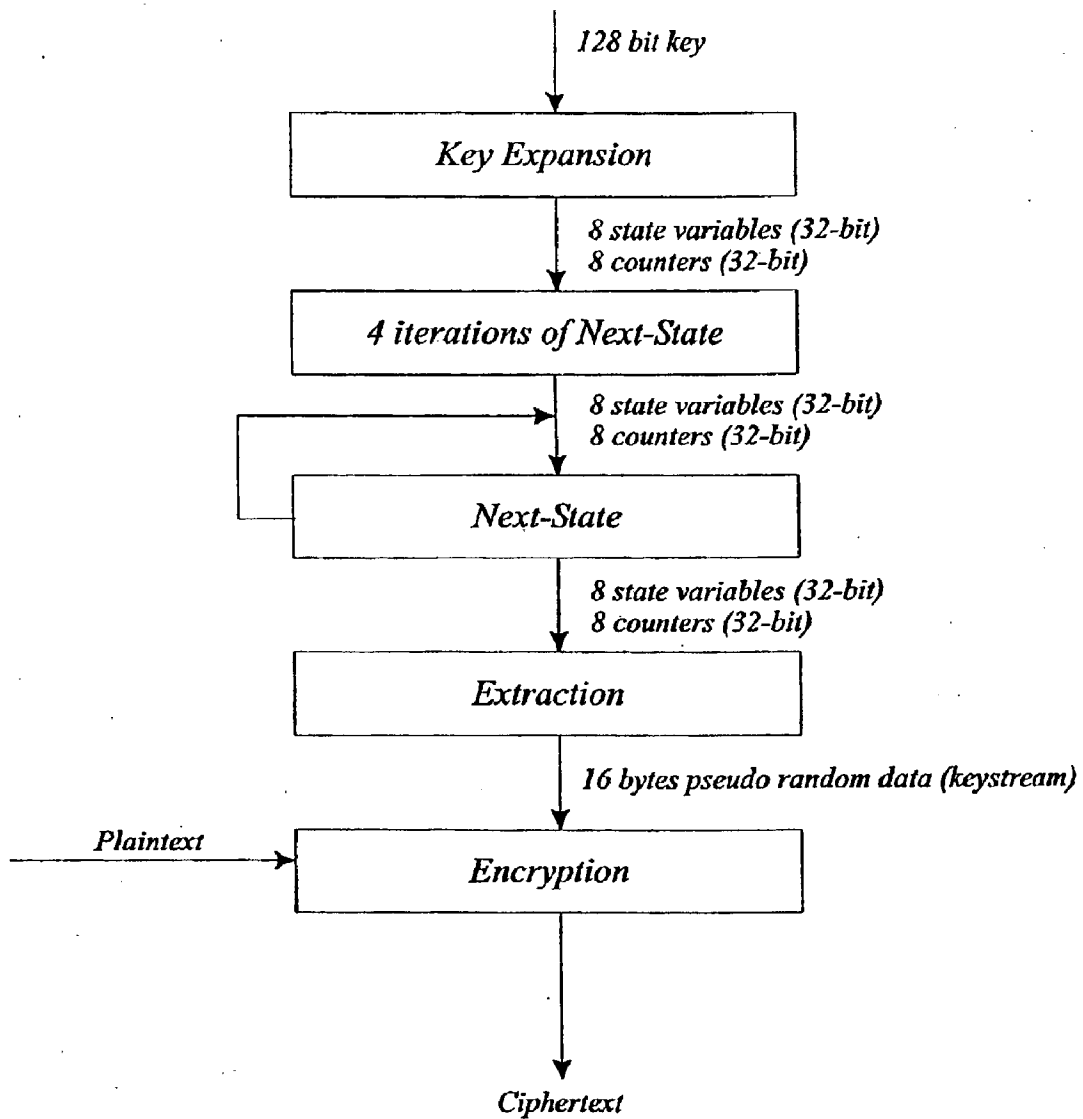 128 bit key
Key Expansion
8 state variables (32-bit)
8 counters (32-bit)
4 iterations of Next-State
8 state variables (32-bit)
8 counters (32-bit)
Next-State
8 state variables (32-bit)
8 counters (32-bit)
Extraction
16 bytes pseudo random data (keystream)
Plaintext
Encryption
Ciphertext